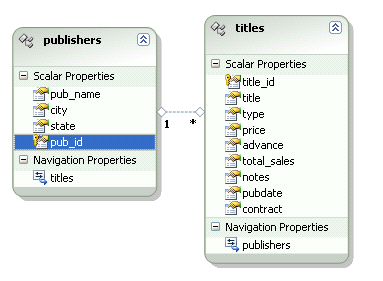 publishers
Scalar Properties
pub_name
city
state
pub_id
Navigation Properties
titles
1 *
titles
Scalar Properties
title_id
title
type
price
advance
total_sales
notes
pubdate
contract
Navigation Properties
publishers